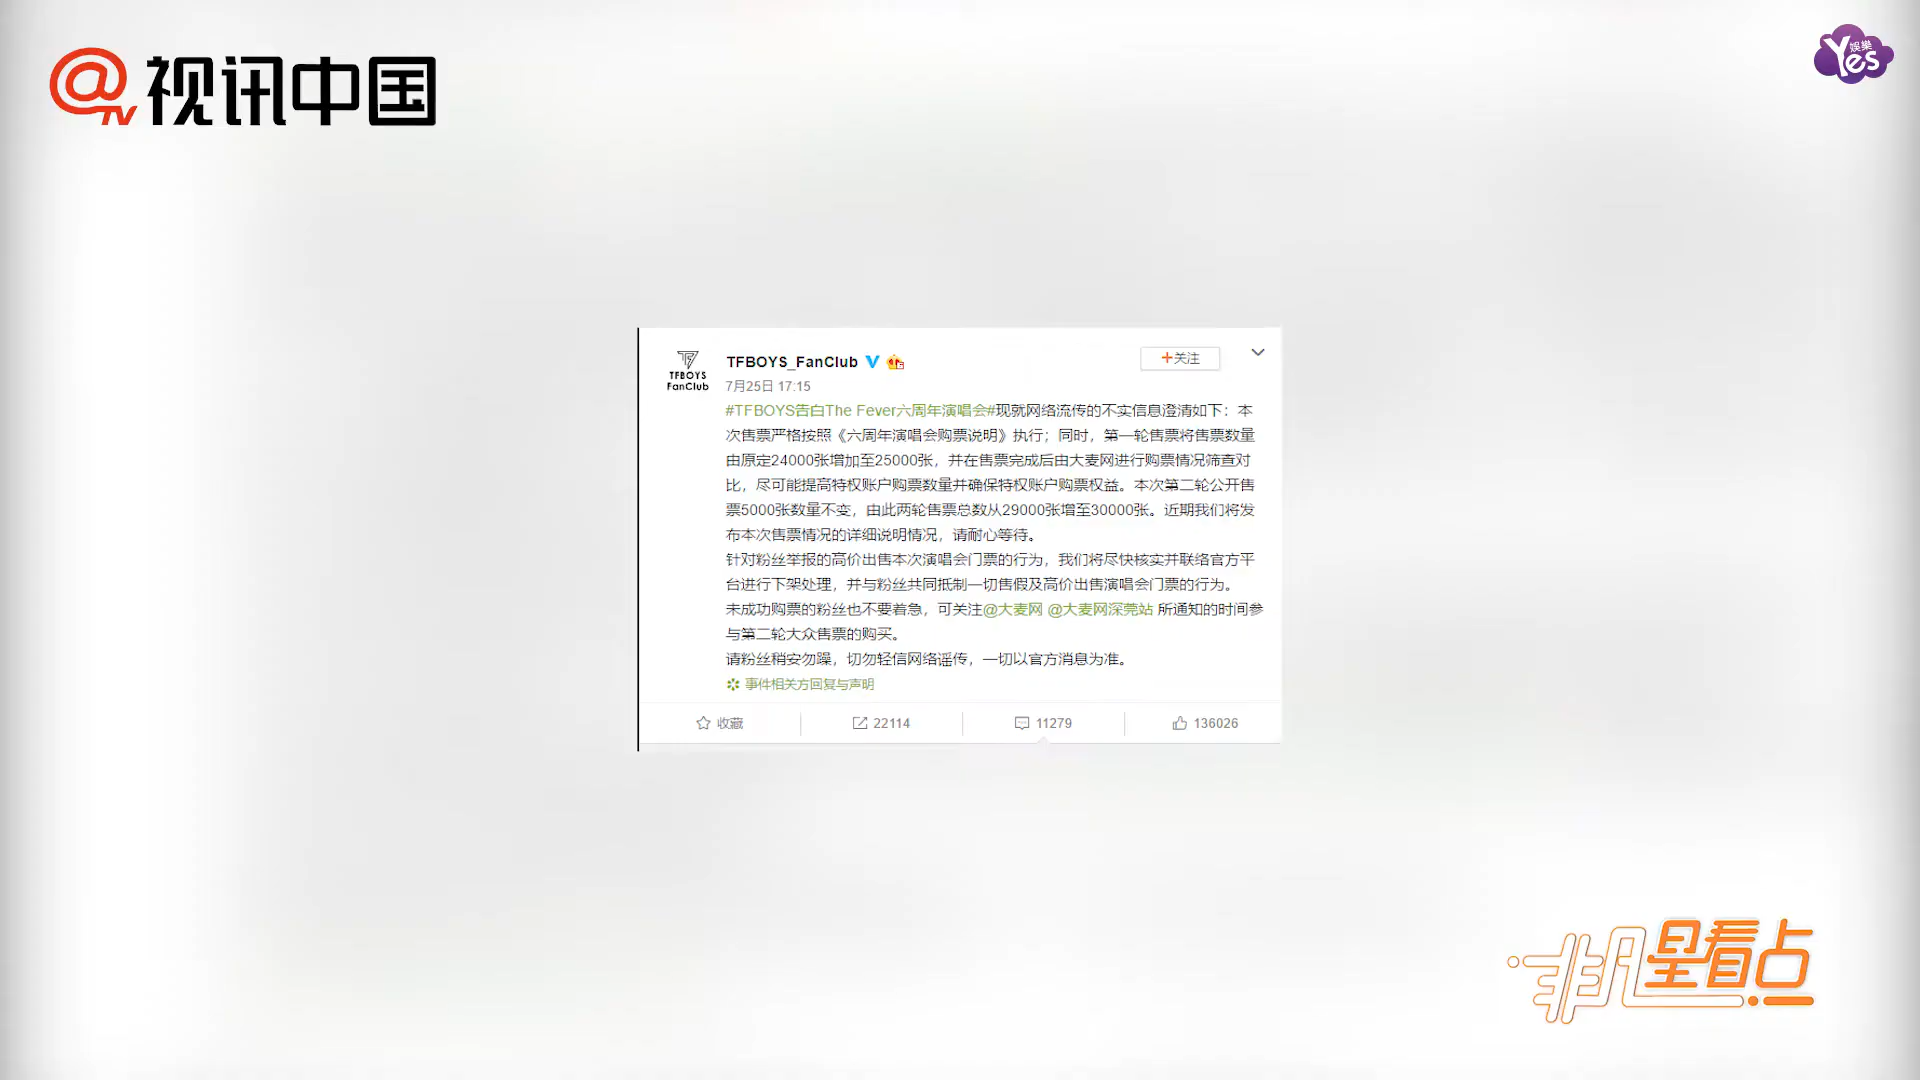 @TV 视讯中国
Yes 娱樂
TFBOYS_FanClub
+关注
TFBOYS
FanClub
7月25日 17:15
#TFBOYS告白The Fever六周年演唱会#现就网络流传的不实信息澄清如下：本
次售票严格按照《六周年演唱会购票说明》执行；同时，第一轮售票将售票数量
由原定24000张增加至25000张，并在售票完成后由大麦网进行购票情况筛查对
比，尽可能提高特权账户购票数量并确保特权账户购票权益。本次第二轮公开售
票5000张数量不变，由此两轮售票总数从29000张增至30000张。近期我们将发
布本次售票情况的详细说明情况，请耐心等待。
针对粉丝举报的高价出售本次演唱会门票的行为，我们将尽快核实并联络官方平
台进行下架处理，并与粉丝共同抵制一切售假及高价出售演唱会门票的行为。
未成功购票的粉丝也不要着急，可关注@大麦网 @大麦网深莞站 所通知的时间参
与第二轮大众售票的购买。
请粉丝稍安勿躁，切勿轻信网络谣传，一切以官方消息为准。
事件相关方回复与声明
收藏
22114
11279
136026
非凡星看点